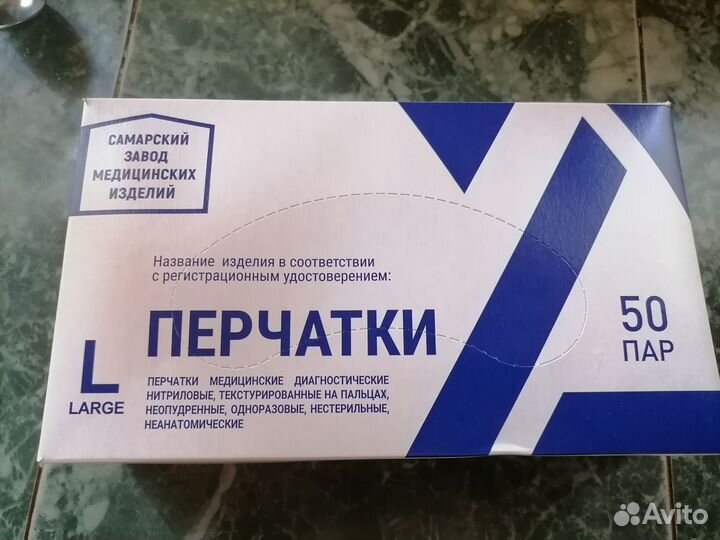 САМАРСКИЙ
ЗАВОД
МЕДИЦИНСКИХ
ИЗДЕЛИЙ
Название изделия в соответствии
с регистрационным удостоверением:
ПЕРЧАТКИ
50
ПАР
L
LARGE
ПЕРЧАТКИ МЕДИЦИНСКИЕ ДИАГНОСТИЧЕСКИЕ
НИТРИЛОВЫЕ, ТЕКСТУРИРОВАННЫЕ НА ПАЛЬЦАХ,
НЕОПУДРЕННЫЕ, ОДНОРАЗОВЫЕ, НЕСТЕРИЛЬНЫЕ,
НЕАНАТОМИЧЕСКИЕ
Avito